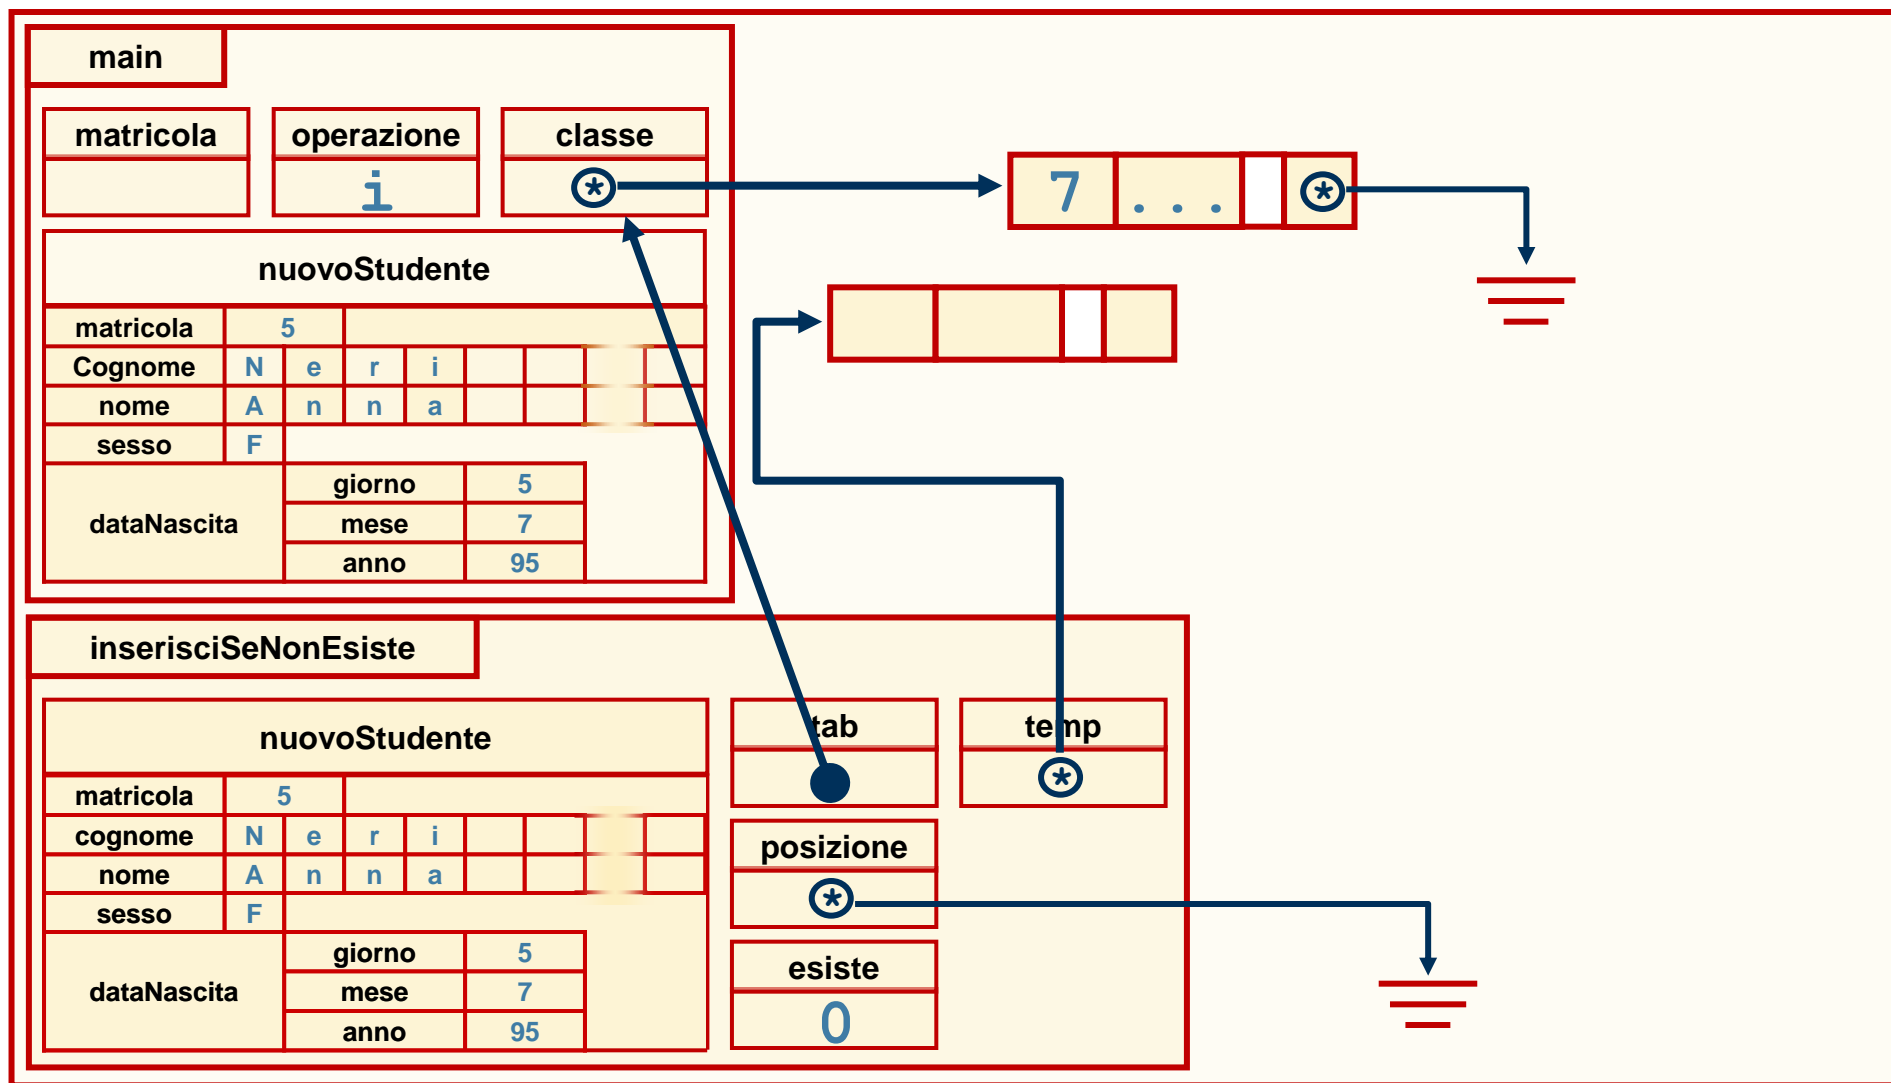 main
matricola operazione classe
i * 7 . . . *
nuovoStudente
matricola 5
Cognome N e r i
nome A n n a
sesso F
dataNascita
giorno 5
mese 7
anno 95
inserisciSeNonEsiste
nuovoStudente
matricola 5
cognome N e r i
nome A n n a
sesso F
dataNascita
giorno 5
mese 7
anno 95
tab temp
*
posizione
*
esiste
0